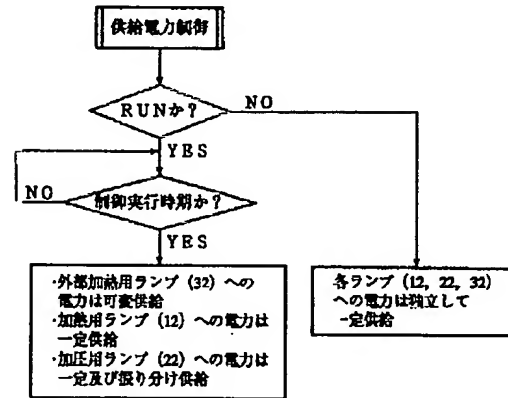 供給電力制御
RUNか?
NO
YES
NO
制御実行時期か?
YES
・外部加熱用ランプ (32) への
電力は可変供給
・加熱用ランプ (12) への電力は
一定供給
・加圧用ランプ (22) への電力は
一定及び振り分け供給
各ランプ (12, 22, 32)
への電力は独立して
一定供給